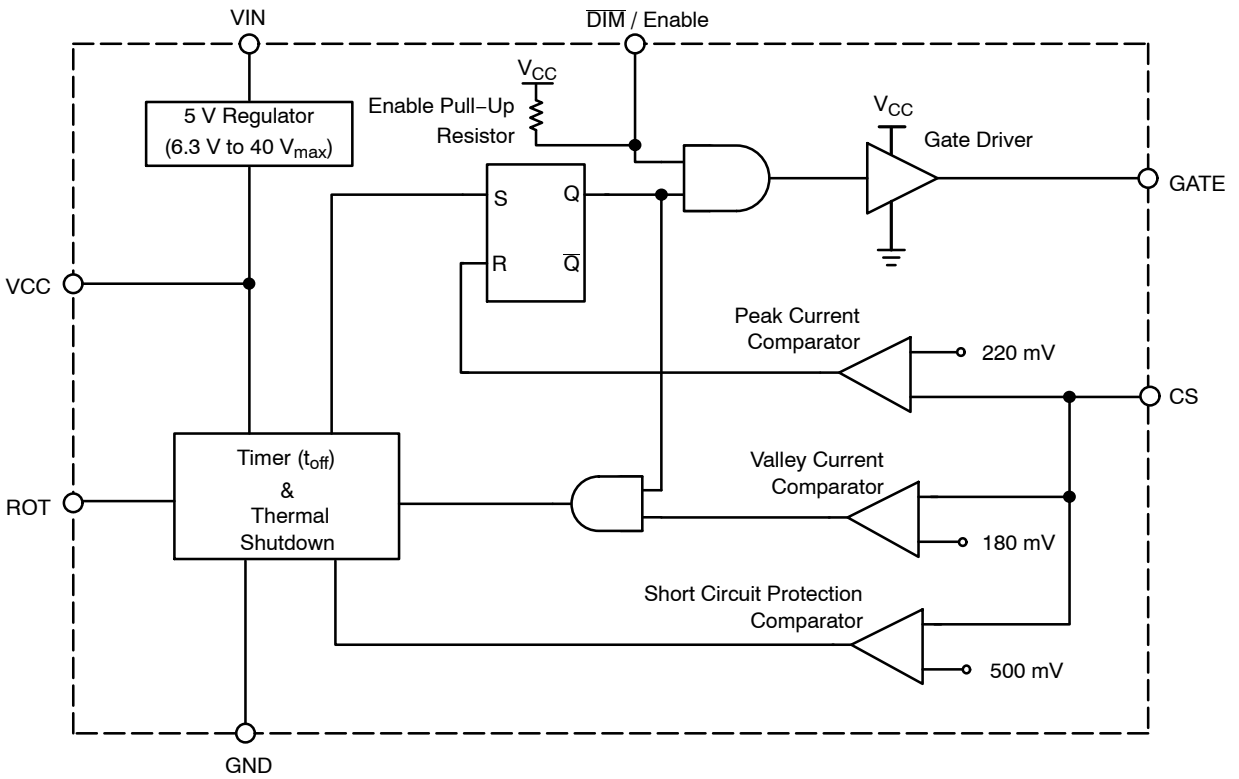 VIN
DIM / Enable
VCC
Enable Pull−Up
Resistor
5 V Regulator
(6.3 V to 40 Vmax)
VCC
Gate Driver
GATE
S
Q
R
Q
VCC
Peak Current
Comparator
220 mV
CS
Timer (toff)
&
Thermal
Shutdown
Valley Current
Comparator
ROT
180 mV
Short Circuit Protection
Comparator
500 mV
GND